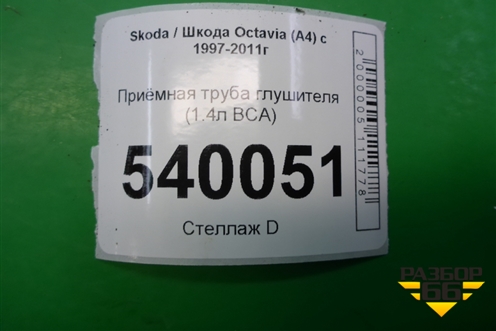 Skoda / Шкода Octavia (A4) с
1997-2011г
Приёмная труба глушителя
(1.4л BCA)
540051
Стеллаж D
2000005111778
РАЗБОР
66